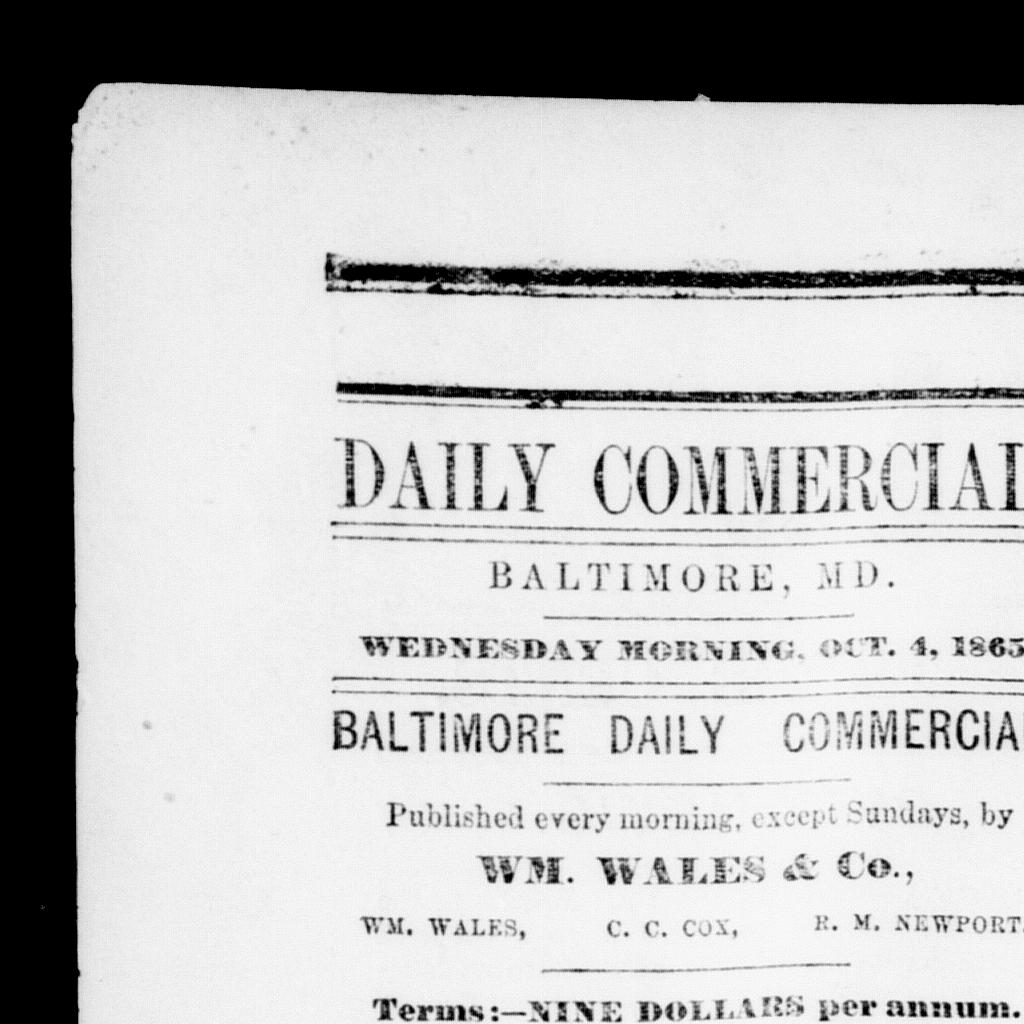 DAILY COMMERCIAL
BALTIMORE, MD.
WEDNESDAY MORNING, OCT. 4, 1865
BALTIMORE DAILY COMMERCIA
Published every morning, except Sundays, by
WM. WALES & Co.,
WM. WALES, C. C. COX, R. M. NEWPORT.
Terms:—NINE DOLLARS per annum.